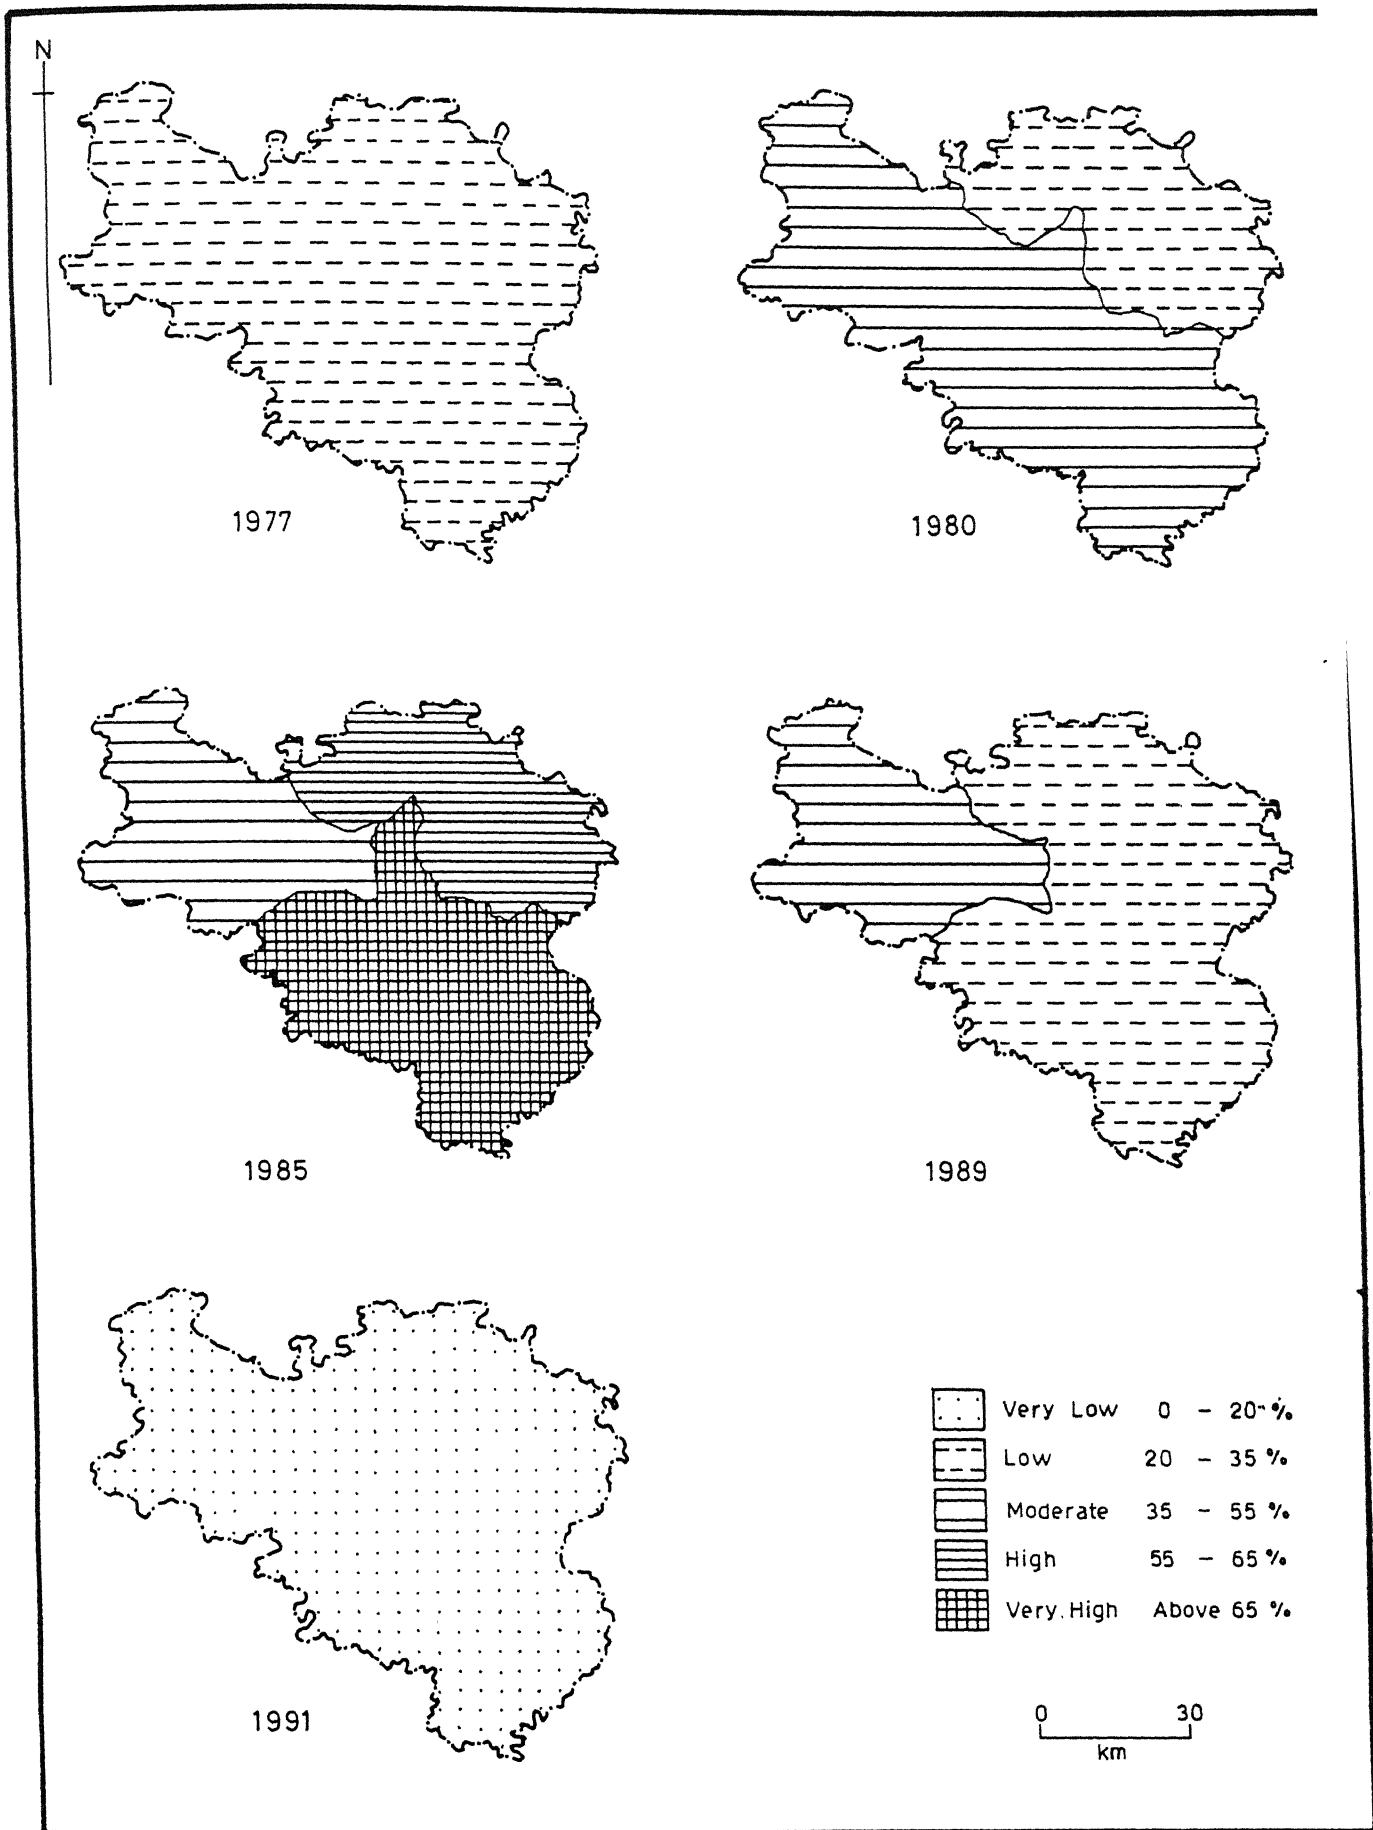 N
1977
1980
1985
1989
1991
Very Low 0 - 20 %
Low 20 - 35 %
Moderate 35 - 55 %
High 55 - 65 %
Very. High Above 65 %
0 30
km